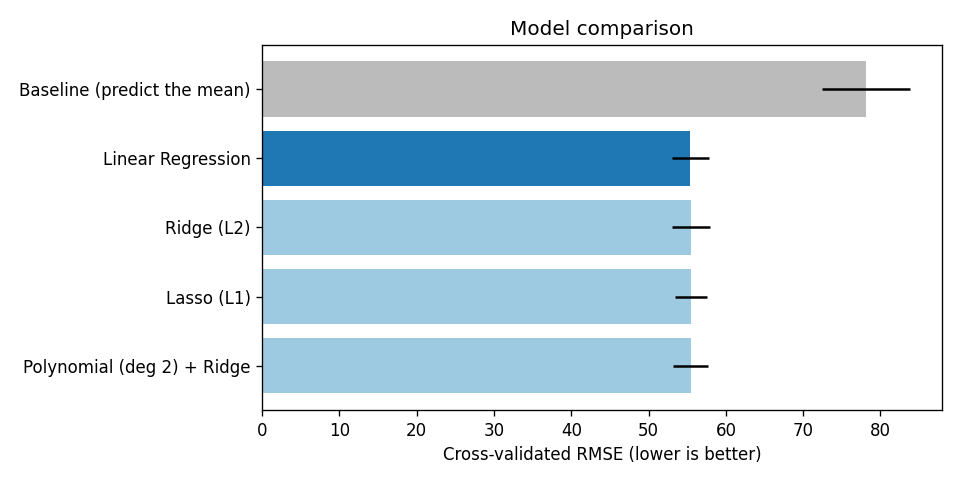 Model comparison
Baseline (predict the mean)
Linear Regression
Ridge (L2)
Lasso (L1)
Polynomial (deg 2) + Ridge
0 10 20 30 40 50 60 70 80
Cross-validated RMSE (lower is better)